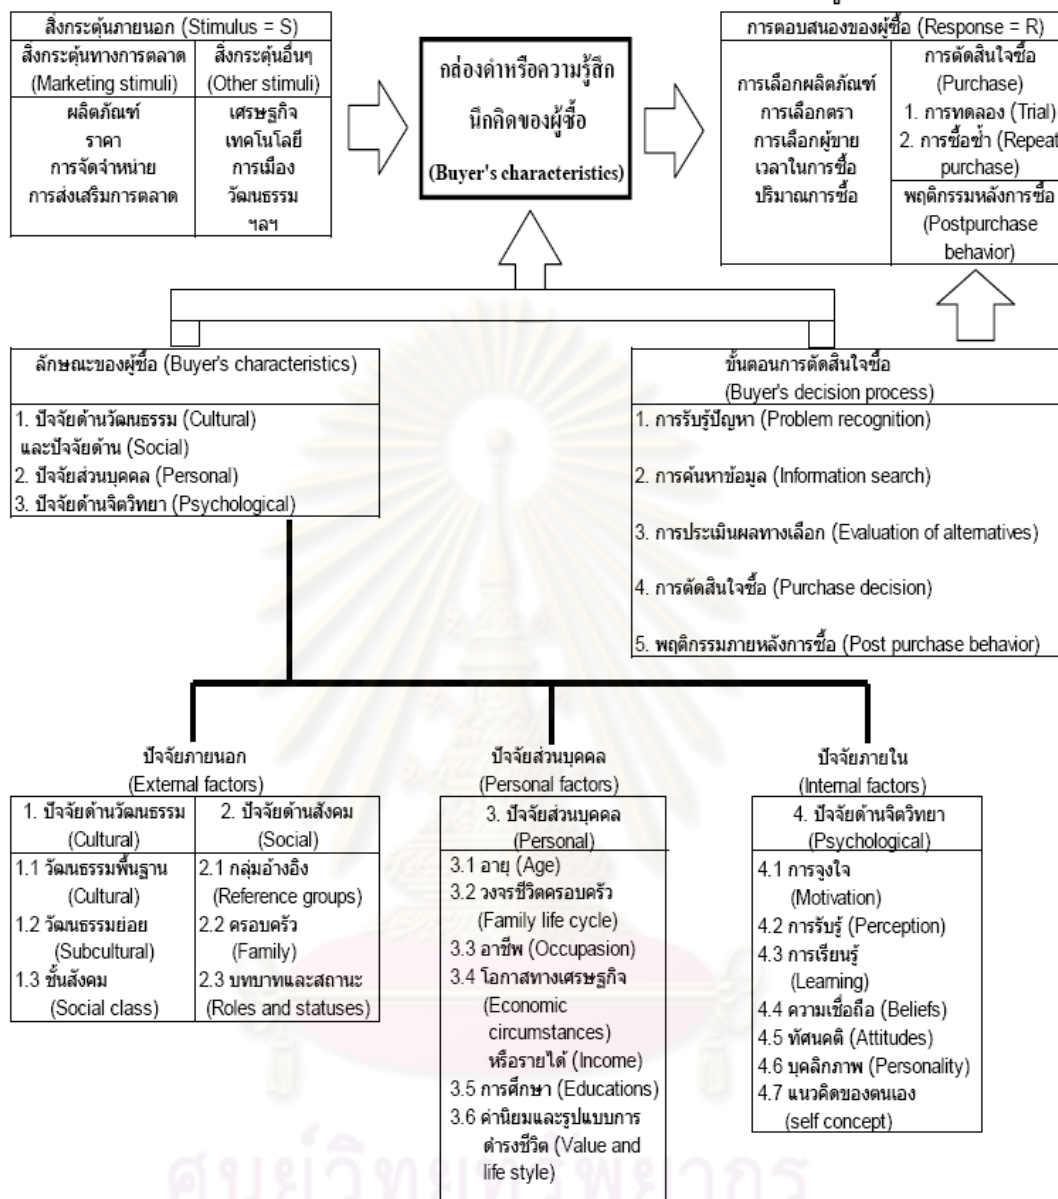 สิ่งกระตุ้นภายนอก (Stimulus = S)
สิ่งกระตุ้นทางการตลาด
(Marketing stimuli)
สิ่งกระตุ้นอื่นๆ
(Other stimuli)
ผลิตภัณฑ์
ราคา
การจัดจำหน่าย
การส่งเสริมการตลาด
เศรษฐกิจ
เทคโนโลยี
การเมือง
วัฒนธรรม
ฯลฯ
กล่องดำหรือความรู้สึก
นึกคิดของผู้ซื้อ
(Buyer's characteristics)
การตอบสนองของผู้ซื้อ (Response = R)
การเลือกผลิตภัณฑ์
การเลือกตรา
การเลือกผู้ขาย
เวลาในการซื้อ
ปริมาณการซื้อ
การตัดสินใจซื้อ
(Purchase)
1. การทดลอง (Trial)
2. การซื้อซ้ำ (Repeat
purchase)
พฤติกรรมหลังการซื้อ
(Postpurchase
behavior)
ลักษณะของผู้ซื้อ (Buyer's characteristics)
1. ปัจจัยด้านวัฒนธรรม (Cultural)
และปัจจัยด้าน (Social)
2. ปัจจัยส่วนบุคคล (Personal)
3. ปัจจัยด้านจิตวิทยา (Psychological)
ขั้นตอนการตัดสินใจซื้อ
(Buyer's decision process)
1. การรับรู้ปัญหา (Problem recognition)
2. การค้นหาข้อมูล (Information search)
3. การประเมินผลทางเลือก (Evaluation of alternatives)
4. การตัดสินใจซื้อ (Purchase decision)
5. พฤติกรรมภายหลังการซื้อ (Post purchase behavior)
ปัจจัยภายนอก
(External factors)
1. ปัจจัยด้านวัฒนธรรม
(Cultural)
1.1 วัฒนธรรมพื้นฐาน
(Cultural)
1.2 วัฒนธรรมย่อย
(Subcultural)
1.3 ชั้นสังคม
(Social class)
2. ปัจจัยด้านสังคม
(Social)
2.1 กลุ่มอ้างอิง
(Reference groups)
2.2 ครอบครัว
(Family)
2.3 บทบาทและสถานะ
(Roles and statuses)
ปัจจัยส่วนบุคคล
(Personal factors)
3. ปัจจัยส่วนบุคคล
(Personal)
3.1 อายุ (Age)
3.2 วงจรชีวิตครอบครัว
(Family life cycle)
3.3 อาชีพ (Occupasion)
3.4 โอกาสทางเศรษฐกิจ
(Economic
circumstances)
หรือรายได้ (Income)
3.5 การศึกษา (Educations)
3.6 ค่านิยมและรูปแบบการ
ดำรงชีวิต (Value and
life style)
ปัจจัยภายใน
(Internal factors)
4. ปัจจัยด้านจิตวิทยา
(Psychological)
4.1 การจูงใจ
(Motivation)
4.2 การรับรู้ (Perception)
4.3 การเรียนรู้
(Learning)
4.4 ความเชื่อถือ (Beliefs)
4.5 ทัศนคติ (Attitudes)
4.6 บุคลิกภาพ (Personality)
4.7 แนวคิดของตนเอง
(self concept)
ศูนย์วิทยทรัพยากร